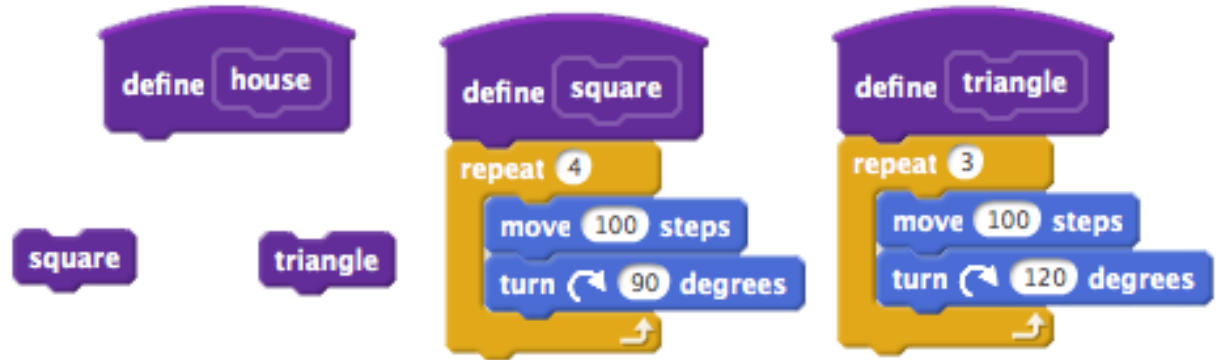 define house
square
triangle
define square
repeat 4
move 100 steps
turn 90 degrees
define triangle
repeat 3
move 100 steps
turn 120 degrees